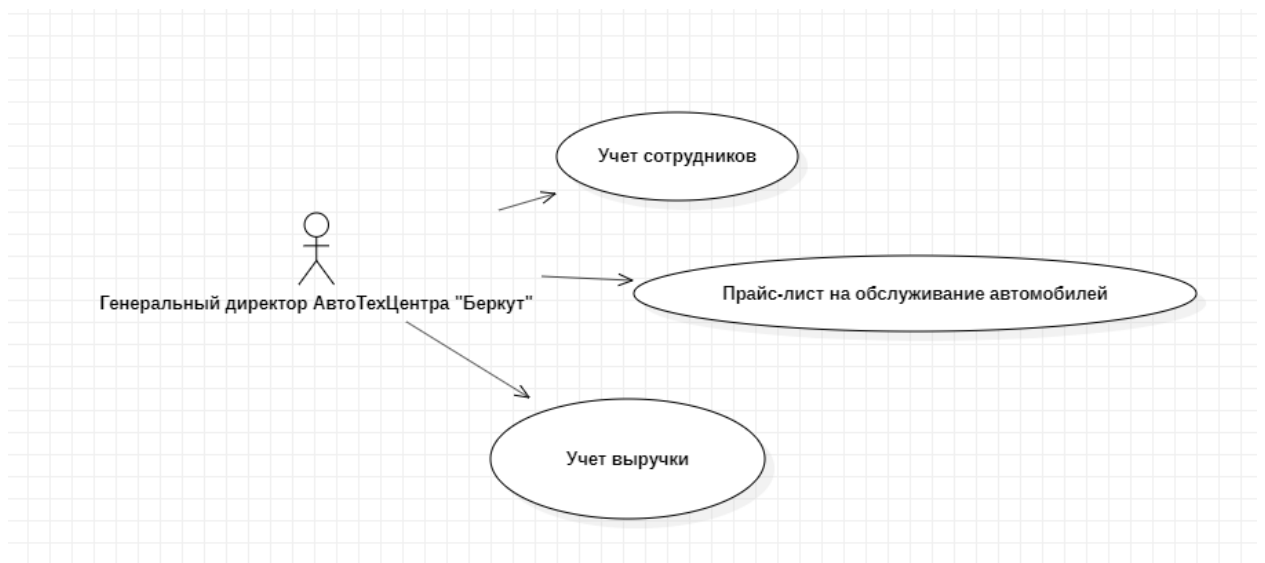 Учет сотрудников
Прайс-лист на обслуживание автомобилей
Генеральный директор АвтоТехЦентра "Беркут"
Учет выручки